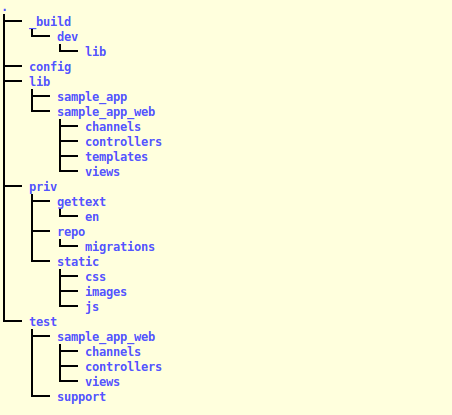 .
_build
dev
lib
config
lib
sample_app
sample_app_web
channels
controllers
templates
views
priv
gettext
en
repo
migrations
static
css
images
js
test
sample_app_web
channels
controllers
views
support